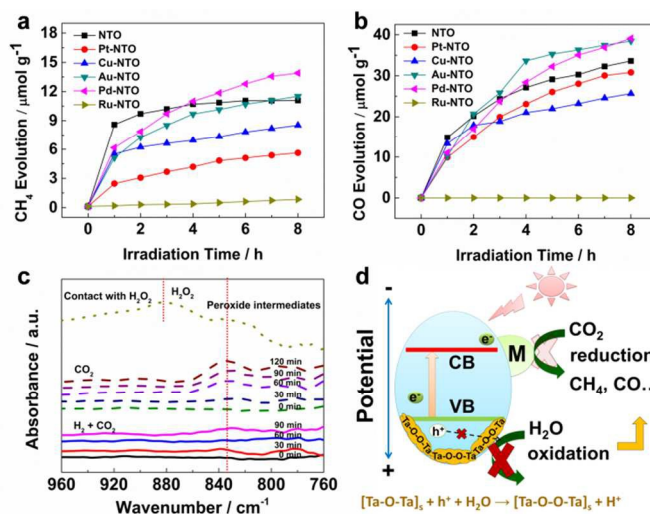 a
CH₄ Evolution / μmol g⁻¹
15
12
9
6
3
0
NTO
Pt-NTO
Cu-NTO
Au-NTO
Pd-NTO
Ru-NTO
0 2 4 6 8
Irradiation Time / h
b
CO Evolution / μmol g⁻¹
40
30
20
10
0
NTO
Pt-NTO
Cu-NTO
Au-NTO
Pd-NTO
Ru-NTO
0 2 4 6 8
Irradiation Time / h
c
Absorbance / a.u.
Contact with H₂O₂
H₂O₂
Peroxide intermediates
CO₂
120 min
90 min
60 min
30 min
0 min
H₂ + CO₂
90 min
60 min
30 min
0 min
960 920 880 840 800 760
Wavenumber / cm⁻¹
d
Potential
-
+
e⁻
M
CB
CO₂
reduction
CH₄, CO..
e⁻
VB
h⁺
Ta-O-O-Ta
Ta-O-O-Ta
Ta-O-O-Ta
H₂O
oxidation
[Ta-O-Ta]ₛ + h⁺ + H₂O → [Ta-O-O-Ta]ₛ + H⁺